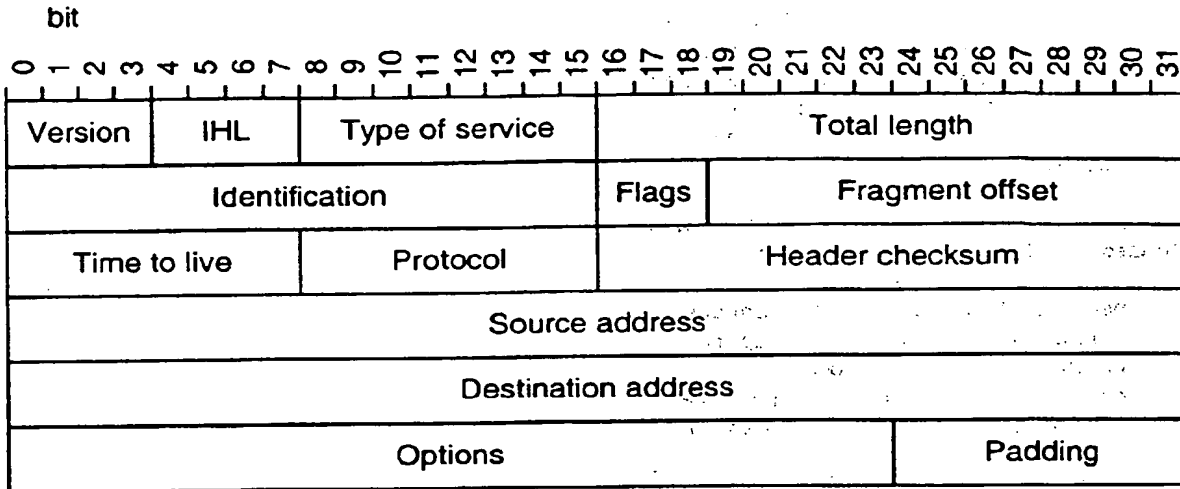 bit
0 1 2 3 4 5 6 7 8 9 10 11 12 13 14 15 16 17 18 19 20 21 22 23 24 25 26 27 28 29 30 31
Version IHL Type of service Total length
Identification Flags Fragment offset
Time to live Protocol Header checksum
Source address
Destination address
Options Padding